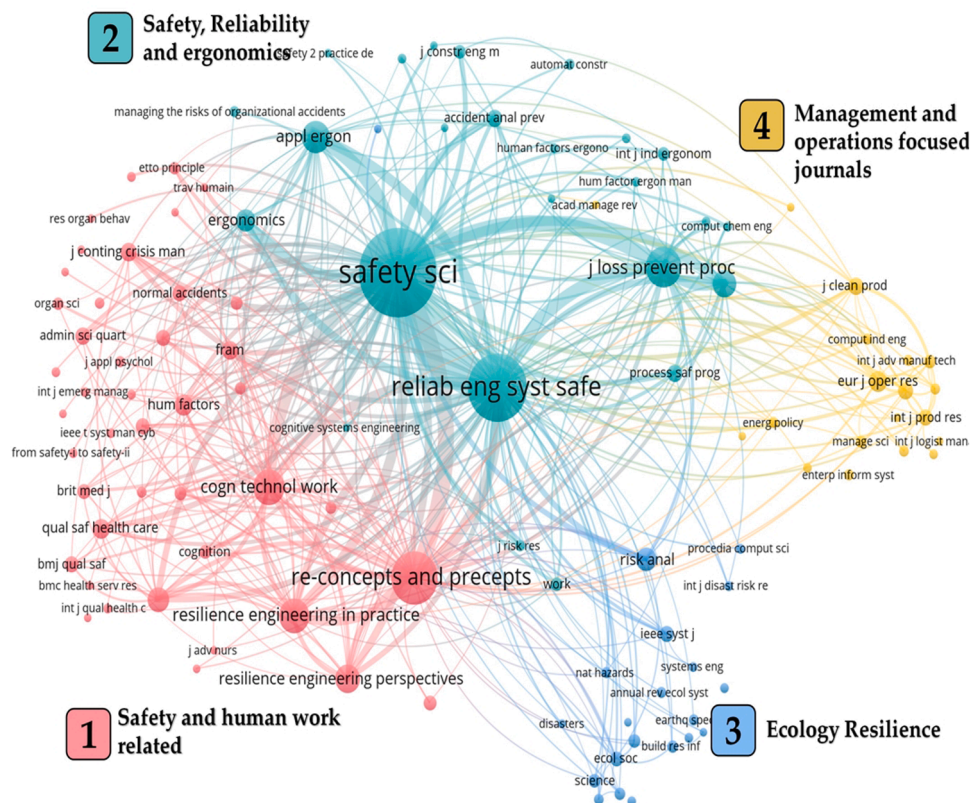 2
Safety, Reliability
and ergonomics
safety 2 practice de
j constr eng m
automat constr
managing the risks of organizational accidents
appl ergon
accident anal prev
4
Management and
operations focused
journals
human factors ergono
int j ind ergonom
etto principle
trav humain
hum factor ergon man
acad manage rev
res organ behav
ergonomics
comput chem eng
j conting crisis man
safety sci
j loss prevent proc
normal accidents
j clean prod
organ sci
admin sci quart
fram
comput ind eng
j appl psychol
int j adv manuf tech
process saf prog
eur j oper res
reliab eng syst safe
int j emerg manag
hum factors
int j prod res
energ policy
cognitive systems engineering
ieee t syst man cyb
manage sci
int j logist man
from safety-i to safety-ii
enterp inform syst
brit med j
cogn technol work
qual saf health care
j risk res
procedia comput sci
cognition
risk anal
bmj qual saf
re-concepts and precepts
work
bmc health serv res
int j disast risk re
int j qual health c
resilience engineering in practice
ieee syst j
j adv nurs
nat hazards
systems eng
resilience engineering perspectives
annual rev ecol syst
1
Safety and human work
related
disasters
earthq spec
3
Ecology Resilience
build res inf
ecol soc
science